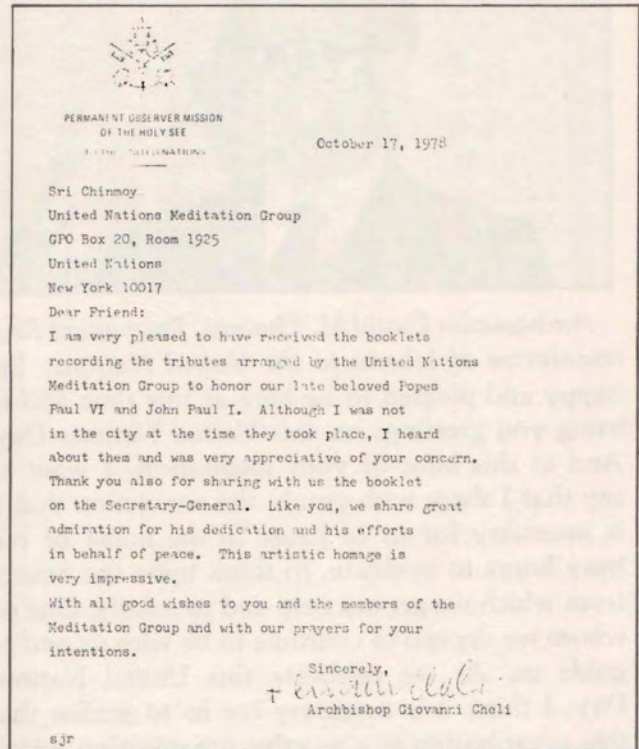 PERMANENT OBSERVER MISSION
OF THE HOLY SEE
TO THE UNITED NATIONS
October 17, 1978
Sri Chinmoy
United Nations Meditation Group
GPO Box 20, Room 1925
United Nations
New York 10017
Dear Friend:
I am very pleased to have received the booklets
recording the tributes arranged by the United Nations
Meditation Group to honor our late beloved Popes
Paul VI and John Paul I. Although I was not
in the city at the time they took place, I heard
about them and was very appreciative of your concern.
Thank you also for sharing with us the booklet
on the Secretary-General. Like you, we share great
admiration for his dedication and his efforts
in behalf of peace. This artistic homage is
very impressive.
With all good wishes to you and the members of the
Meditation Group and with our prayers for your
intentions.
Sincerely,
Archbishop Giovanni Cheli
sjr